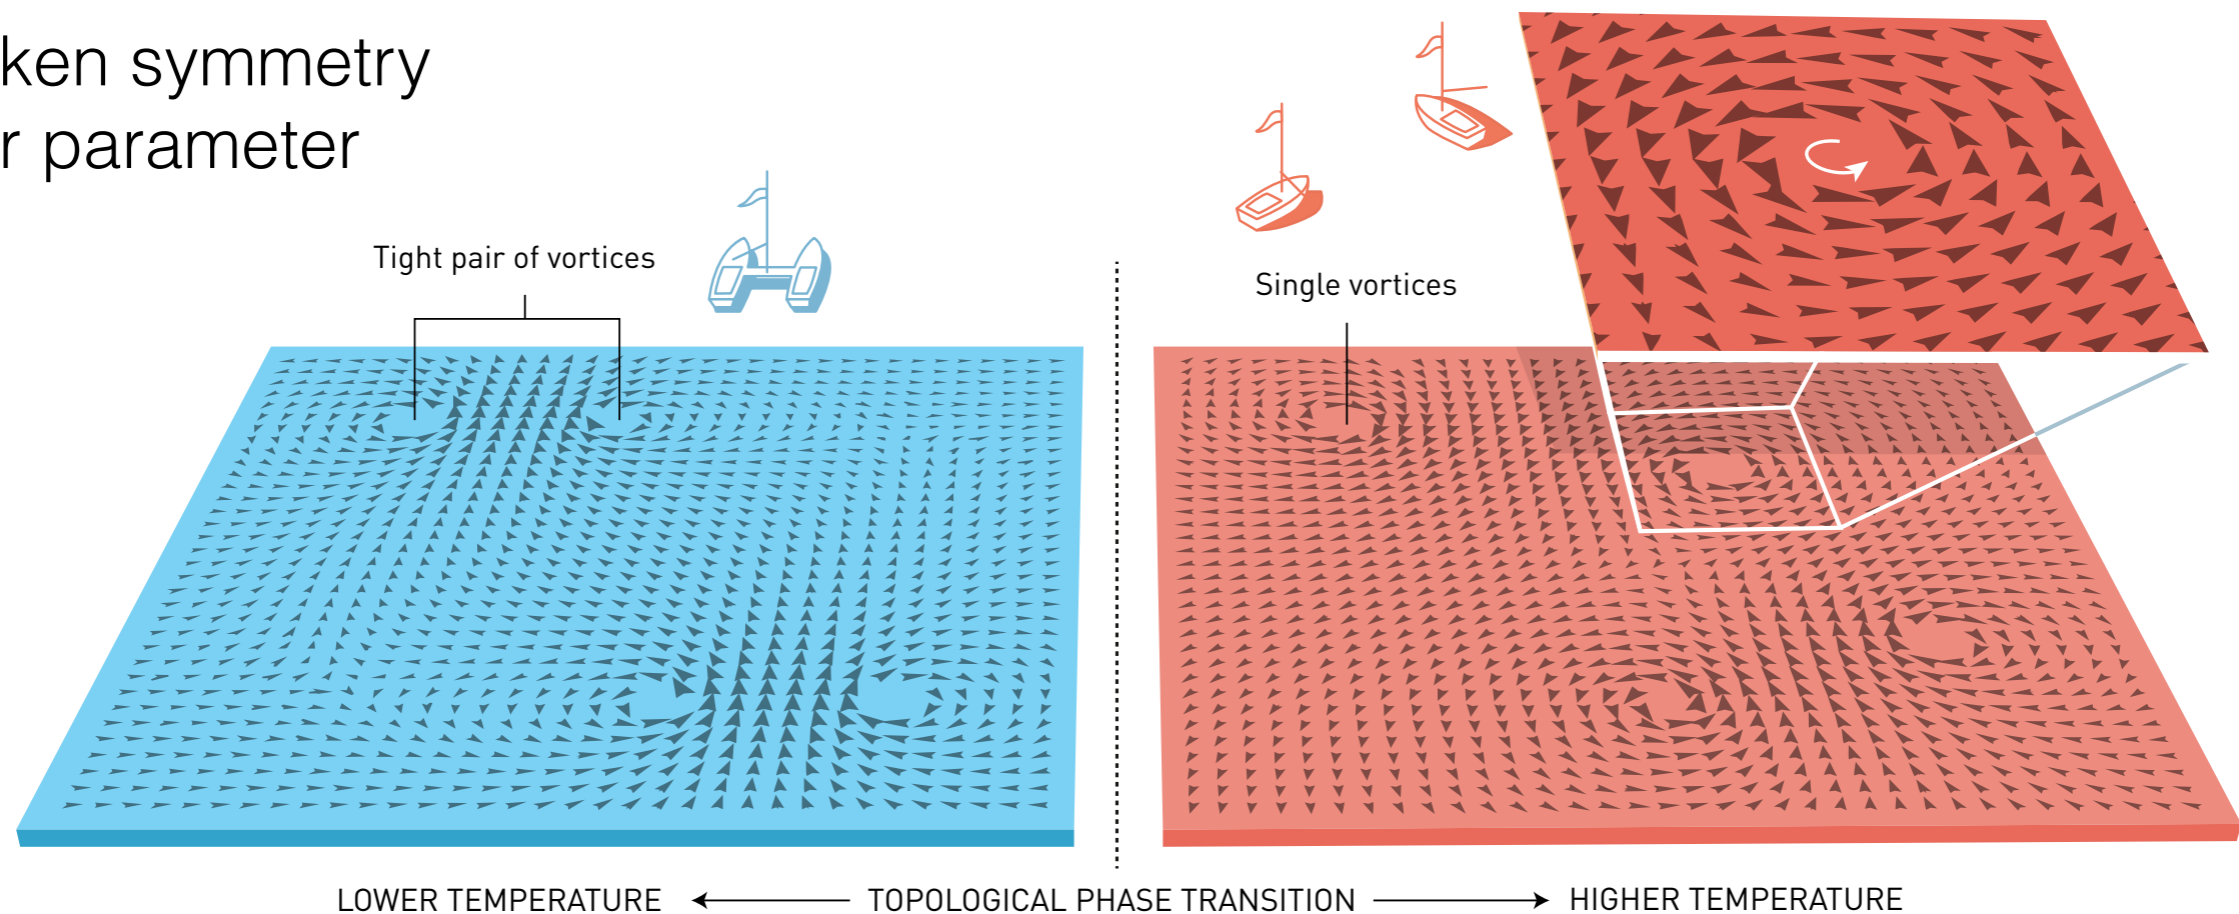 ken symmetry
r parameter
Tight pair of vortices
Single vortices
LOWER TEMPERATURE TOPOLOGICAL PHASE TRANSITION HIGHER TEMPERATURE